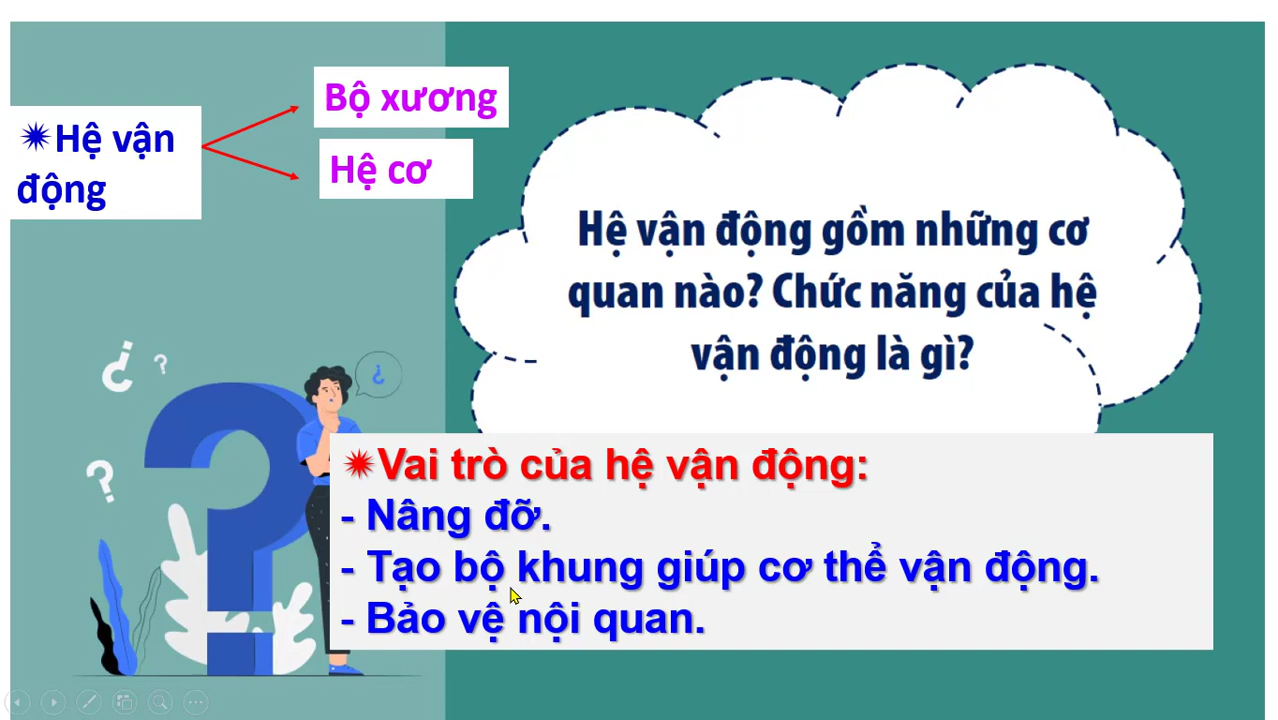 ✷Hệ vận
động
Bộ xương
Hệ cơ
Hệ vận động gồm những cơ
quan nào? Chức năng của hệ
vận động là gì?
✷Vai trò của hệ vận động:
- Nâng đỡ.
- Tạo bộ khung giúp cơ thể vận động.
- Bảo vệ nội quan.